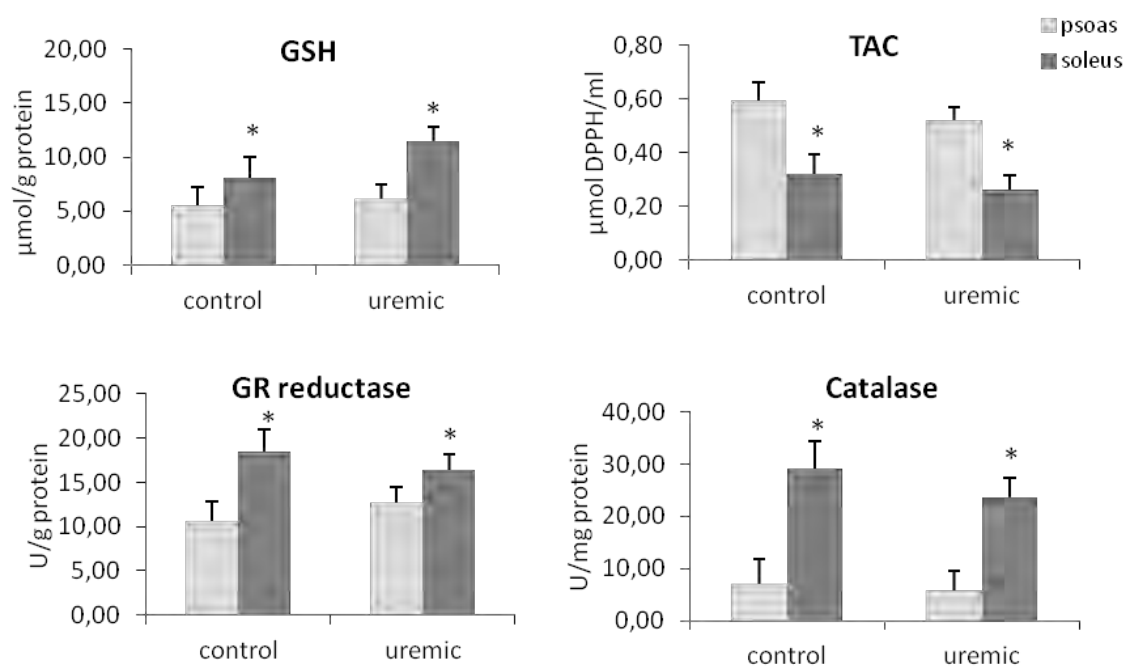 GSH
20,00
15,00
10,00
5,00
0,00
µmol/g protein
*
*
control
uremic
TAC
psoas
soleus
0,80
0,60
0,40
0,20
0,00
µmol DPPH/ml
*
*
control
uremic
GR reductase
25,00
20,00
15,00
10,00
5,00
0,00
U/g protein
*
*
control
uremic
Catalase
40,00
30,00
20,00
10,00
0,00
U/mg protein
*
*
control
uremic